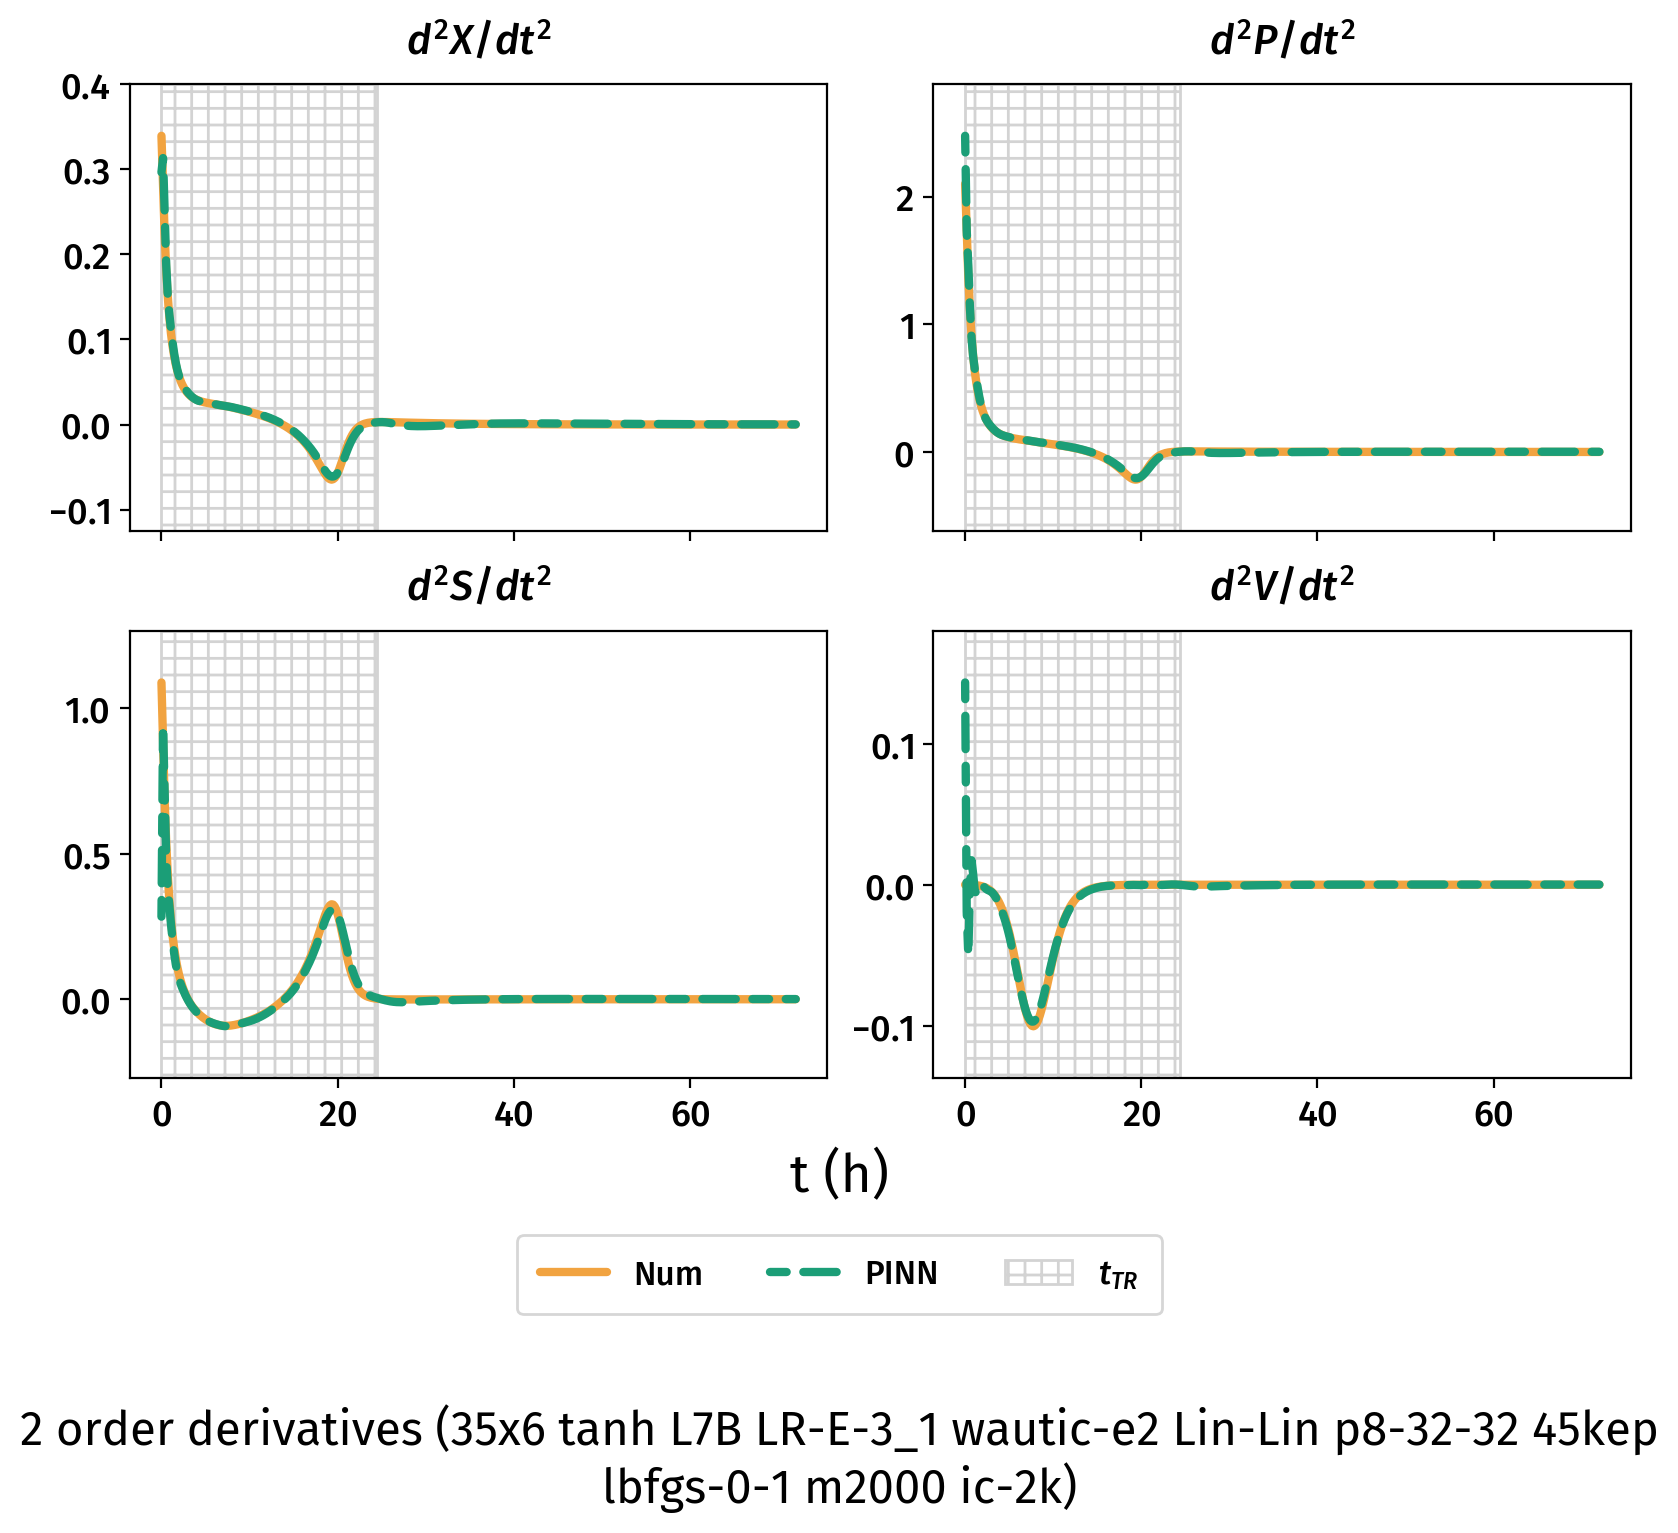 d²X/dt²
d²P/dt²
0.4
0.3
0.2
0.1
0.0
−0.1
2
1
0
d²S/dt²
d²V/dt²
1.0
0.5
0.0
0.1
0.0
−0.1
0 20 40 60
0 20 40 60
t (h)
Num PINN t_TR
2 order derivatives (35x6 tanh L7B LR-E-3_1 wautic-e2 Lin-Lin p8-32-32 45kep
lbfgs-0-1 m2000 ic-2k)